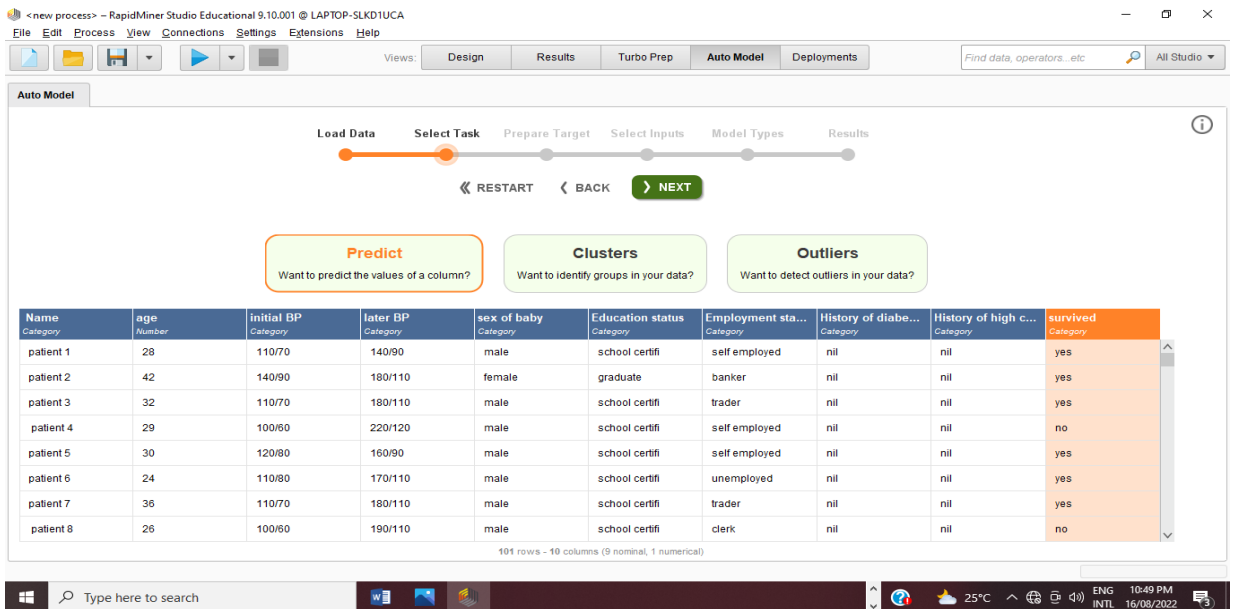 <new process> – RapidMiner Studio Educational 9.10.001 @ LAPTOP-SLKD1UCA
File Edit Process View Connections Settings Extensions Help
Views: Design Results Turbo Prep Auto Model Deployments Find data, operators...etc All Studio
Auto Model
Load Data Select Task Prepare Target Select Inputs Model Types Results
RESTART BACK NEXT
Predict Clusters Outliers
Want to predict the values of a column? Want to identify groups in your data? Want to detect outliers in your data?
Name age initial BP later BP sex of baby Education status Employment sta... History of diabe... History of high c... survived
Category Number Category Category Category Category Category Category Category Category
patient 1 28 110/70 140/90 male school certifi self employed nil nil yes
patient 2 42 140/90 180/110 female graduate banker nil nil yes
patient 3 32 110/70 180/110 male school certifi trader nil nil yes
patient 4 29 100/60 220/120 male school certifi self employed nil nil no
patient 5 30 120/80 160/90 male school certifi self employed nil nil yes
patient 6 24 110/80 170/110 male school certifi unemployed nil nil yes
patient 7 36 110/70 180/110 male school certifi trader nil nil yes
patient 8 26 100/60 190/110 male school certifi clerk nil nil no
101 rows - 10 columns (9 nominal, 1 numerical)
Type here to search 25°C ENG 10:49 PM
INTL 16/08/2022 3